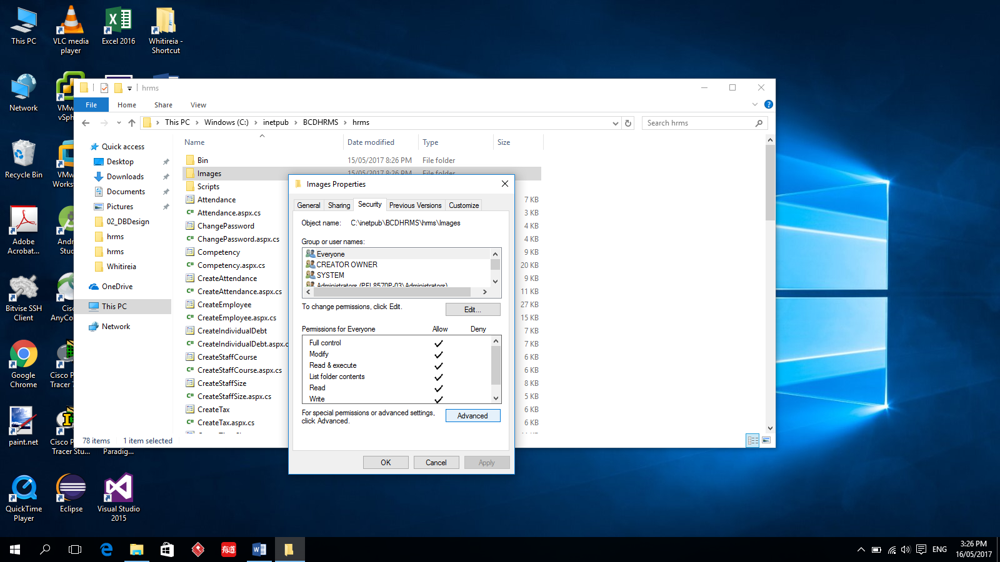 This PC
VLC media
player
Excel 2016
Whitireia -
Shortcut
Network
VMw
vSph
Recycle Bin
VMw
Works
Adobe
Acrobat...
Andr
Stud
Bitvise SSH
Client
Cisc
AnyCo
Google
Chrome
Cisco P
Tracer 7
paint.net
Cisco P
Tracer Stu...
Paradig...
QuickTime
Player
Eclipse
Visual Studio
2015
hrms
File
Home
Share
View
This PC
Windows (C:)
inetpub
BCDHRMS
hrms
Search hrms
Quick access
Desktop
Downloads
Documents
Pictures
02_DBDesign
hrms
hrms
Whitireia
OneDrive
This PC
Network
Name
Date modified
Type
Size
Bin
15/05/2017 8:26 PM
File folder
Images
15/05/2017 8:26 PM
File folder
Scripts
Attendance
7 KB
Attendance.aspx.cs
3 KB
ChangePassword
4 KB
ChangePassword.aspx.cs
4 KB
Competency
9 KB
Competency.aspx.cs
20 KB
CreateAttendance
9 KB
CreateAttendance.aspx.cs
11 KB
CreateEmployee
27 KB
CreateEmployee.aspx.cs
15 KB
CreateIndividualDebt
7 KB
CreateIndividualDebt.aspx.c
7 KB
CreateStaffCourse
6 KB
CreateStaffCourse.aspx.cs
6 KB
CreateStaffSize
8 KB
CreateStaffSize.aspx.cs
5 KB
CreateTax
6 KB
CreateTax.aspx.cs
6 KB
78 items
1 item selected
Images Properties
General
Sharing
Security
Previous Versions
Customize
Object name:
C:\inetpub\BCDHRMS\hrms\Images
Group or user names:
Everyone
CREATOR OWNER
SYSTEM
Administrators (PFL8570P-03\Administrators)
To change permissions, click Edit.
Edit...
Permissions for Everyone
Allow
Deny
Full control
Modify
Read & execute
List folder contents
Read
Write
For special permissions or advanced settings,
click Advanced.
Advanced
OK
Cancel
Apply
有道
ENG
3:26 PM
16/05/2017